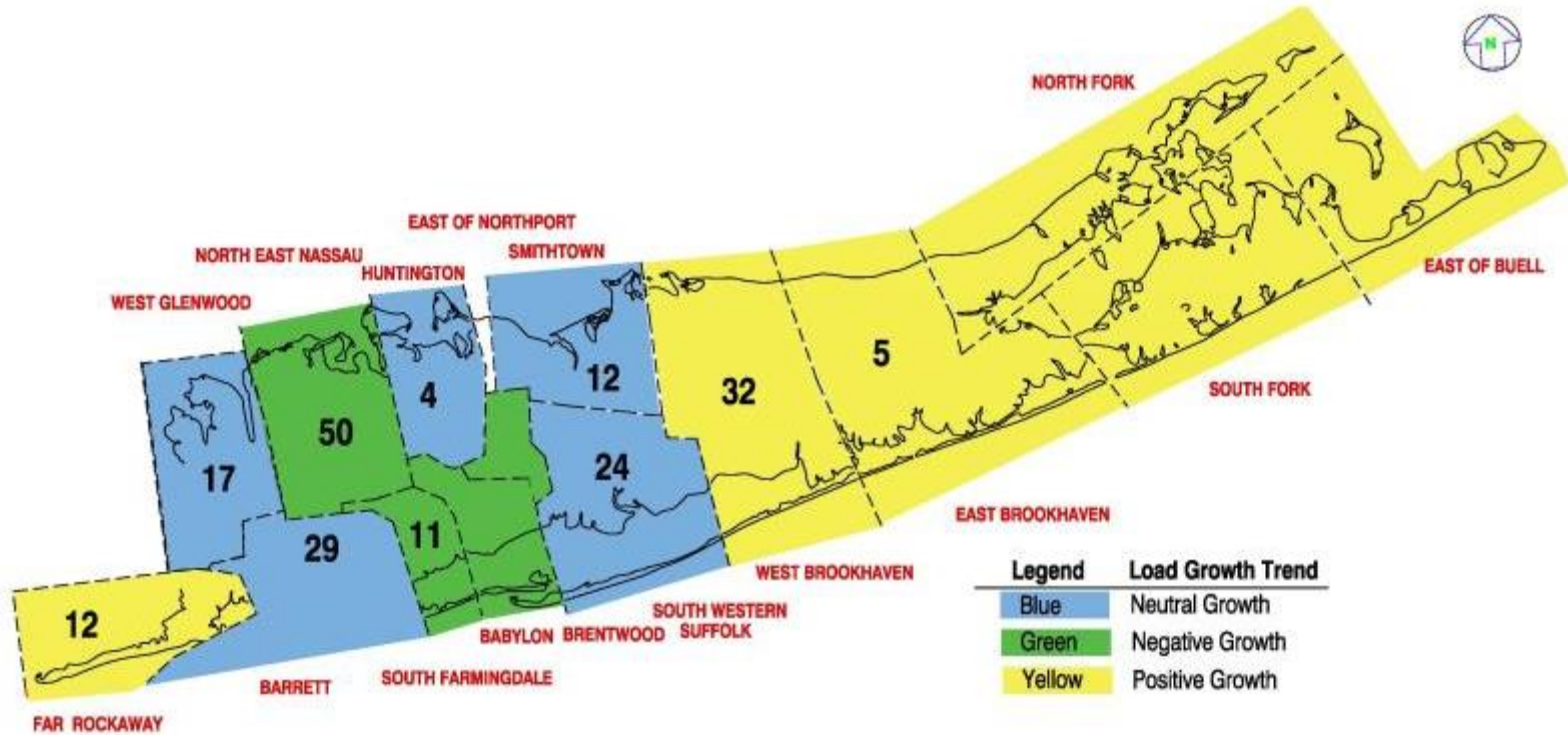 N
NORTH FORK
EAST OF NORTHPORT
SMITHTOWN
NORTH EAST NASSAU
HUNTINGTON
WEST GLENWOOD
EAST OF BUELL
SOUTH FORK
5
32
12
4
50
17
24
11
29
12
EAST BROOKHAVEN
WEST BROOKHAVEN
SOUTH WESTERN
SUFFOLK
BABYLON BRENTWOOD
SOUTH FARMINGDALE
BARRETT
FAR ROCKAWAY
Legend Load Growth Trend
Blue Neutral Growth
Green Negative Growth
Yellow Positive Growth